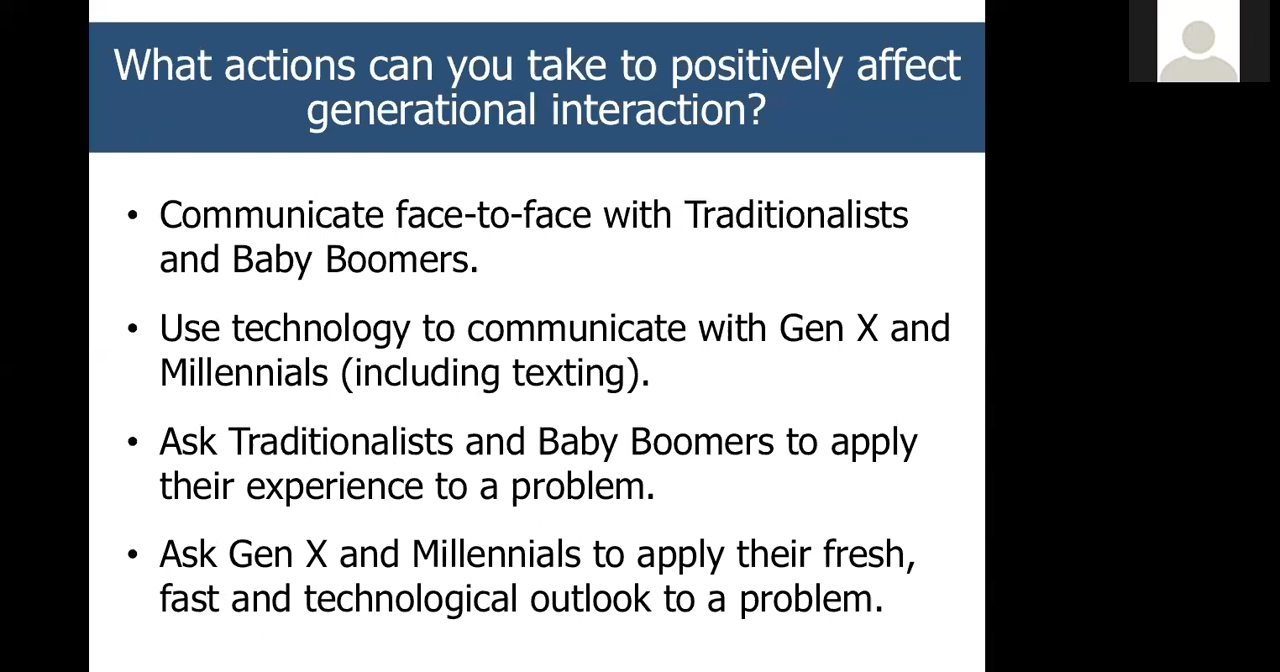 What actions can you take to positively affect
generational interaction?
• Communicate face-to-face with Traditionalists
and Baby Boomers.
• Use technology to communicate with Gen X and
Millennials (including texting).
• Ask Traditionalists and Baby Boomers to apply
their experience to a problem.
• Ask Gen X and Millennials to apply their fresh,
fast and technological outlook to a problem.